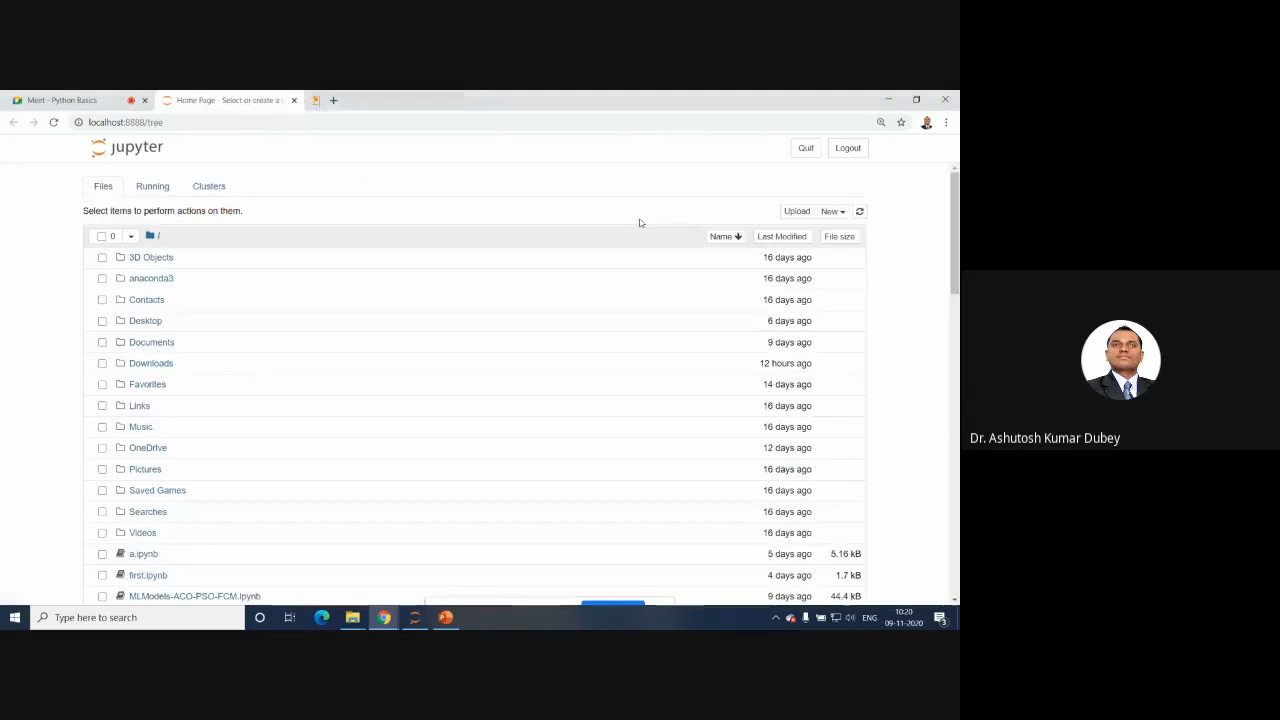 Meet - Python Basics
Home Page - Select or create a
localhost:8888/tree
jupyter
Quit
Logout
Files
Running
Clusters
Select items to perform actions on them.
Upload
New
0
/
Name
Last Modified
File size
3D Objects
16 days ago
anaconda3
16 days ago
Contacts
16 days ago
Desktop
6 days ago
Documents
9 days ago
Downloads
12 hours ago
Favorites
14 days ago
Links
16 days ago
Music
16 days ago
OneDrive
12 days ago
Pictures
16 days ago
Saved Games
16 days ago
Searches
16 days ago
Videos
16 days ago
a.ipynb
5 days ago
5.16 kB
first.ipynb
4 days ago
1.7 kB
MLModels-ACO-PSO-FCM.ipynb
9 days ago
44.4 kB
Type here to search
ENG
10:20
09-11-2020
3
Dr. Ashutosh Kumar Dubey